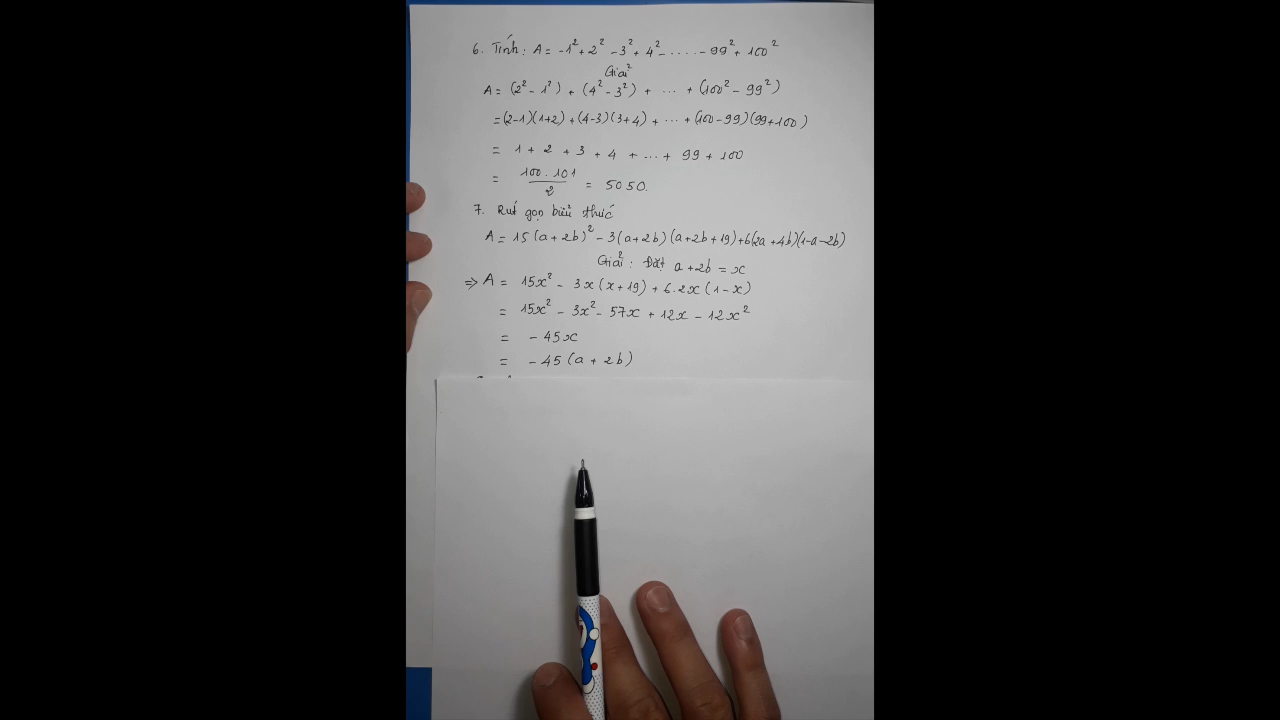 6. Tính: A = -1² + 2² - 3² + 4² - ..... - 99² + 100²
Giải
A = (2² - 1²) + (4² - 3²) + ... + (100² - 99²)
= (2-1)(1+2) + (4-3)(3+4) + ... + (100-99)(99+100)
= 1 + 2 + 3 + 4 + ... + 99 + 100
= 100 . 101 / 2 = 5050.
7. Rút gọn biểu thức
A = 15(a+2b)² - 3(a+2b)(a+2b+19) + 6(2a+4b)(1-a-2b)
Giải: Đặt a+2b = x
=> A = 15x² - 3x(x+19) + 6.2x(1-x)
= 15x² - 3x² - 57x + 12x - 12x²
= - 45x
= - 45(a + 2b)